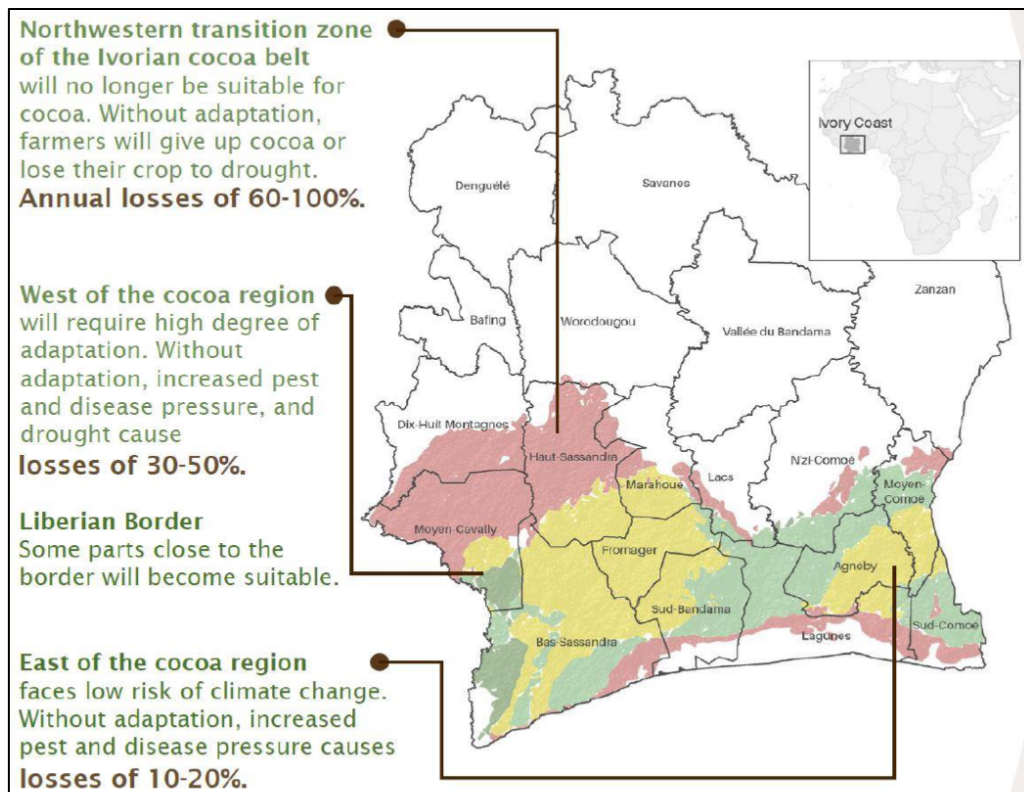 Northwestern transition zone
of the Ivorian cocoa belt
will no longer be suitable for
cocoa. Without adaptation,
farmers will give up cocoa or
lose their crop to drought.
Annual losses of 60-100%.
West of the cocoa region
will require high degree of
adaptation. Without
adaptation, increased pest
and disease pressure, and
drought cause
losses of 30-50%.
Liberian Border
Some parts close to the
border will become suitable.
East of the cocoa region
faces low risk of climate change.
Without adaptation, increased
pest and disease pressure causes
losses of 10-20%.
Ivory Coast
Denguélé
Savanes
Bafing
Worodougou
Vallée du Bandama
Zanzan
Dix-Huit Montagnes
Haut-Sassandra
Marahoué
Lacs
N'zi-Comoé
Moyen-
Comoé
Moyen-Cavally
Fromager
Agnéby
Bas-Sassandra
Sud-Bandama
Lagunes
Sud-Comoé